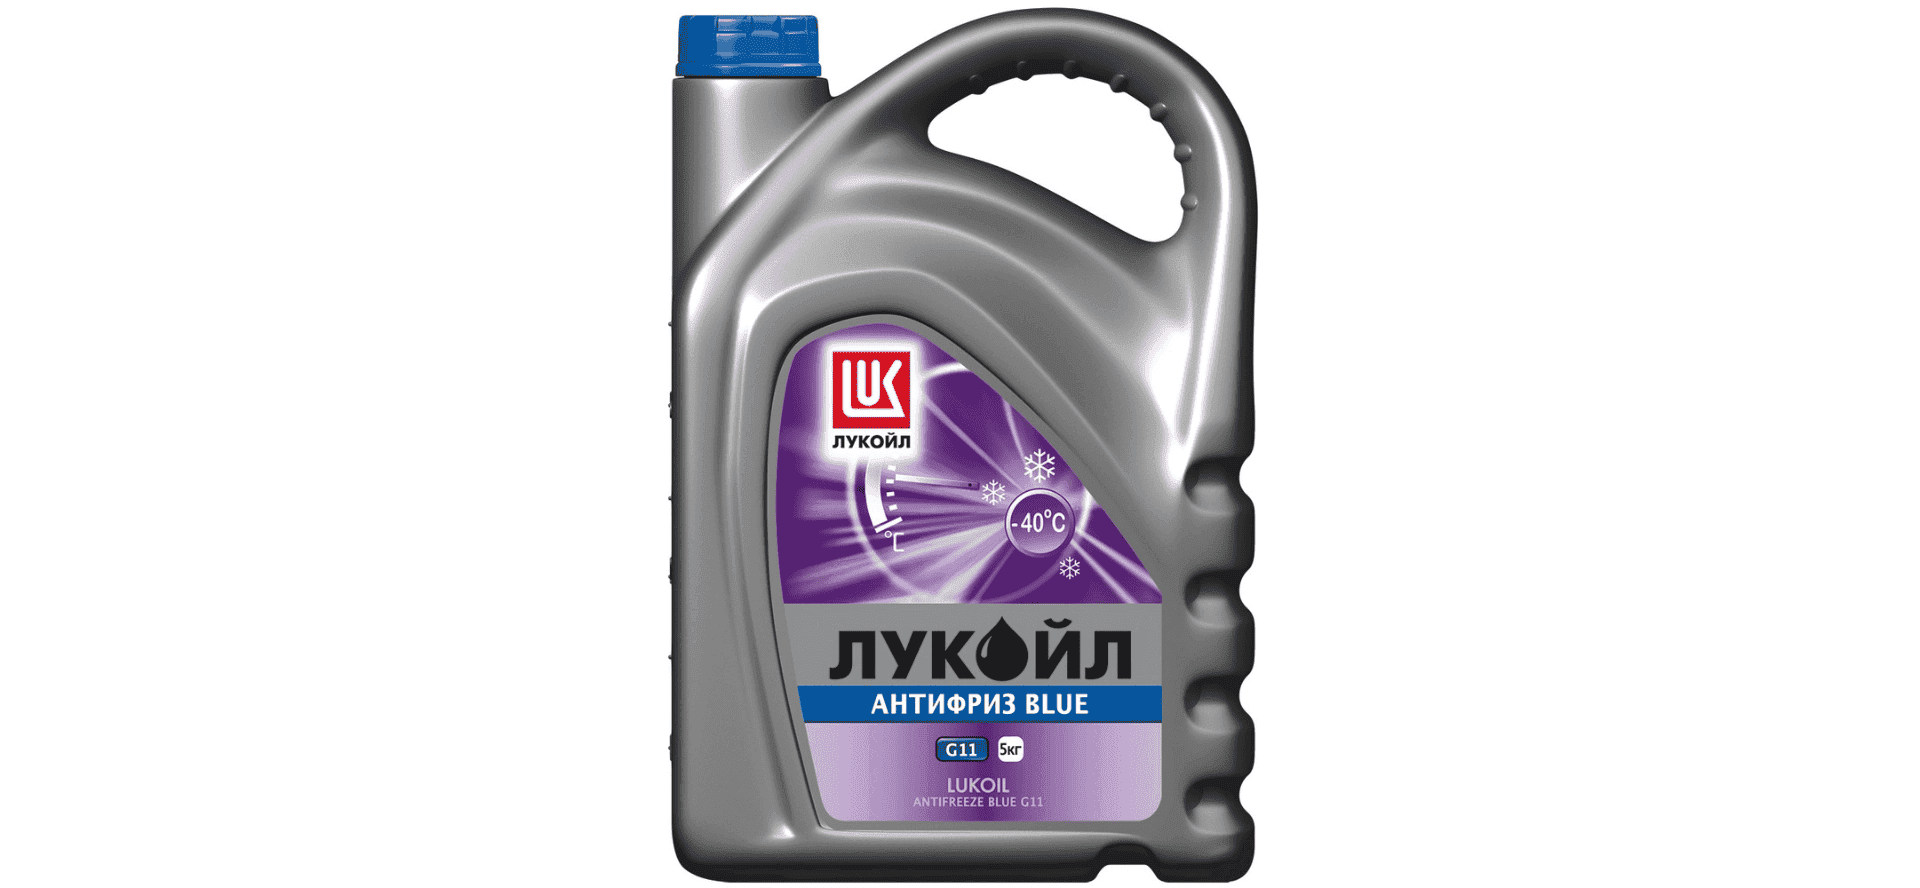 LUK
ЛУКОЙЛ
°C
-40°C
ЛУКОЙЛ
АНТИФРИЗ BLUE
G11 5кг
LUKOIL
ANTIFREEZE BLUE G11